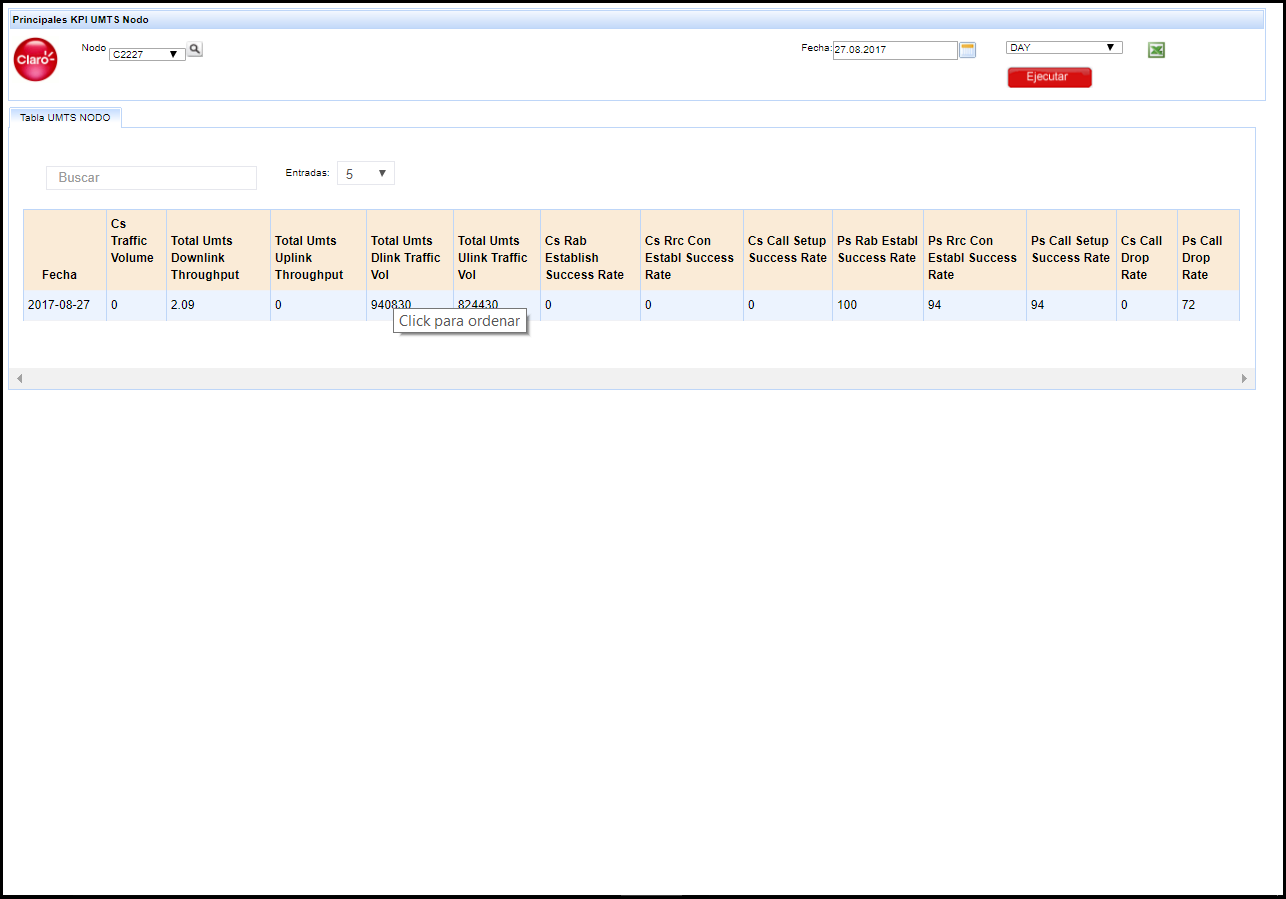 Principales KPI UMTS Nodo
Claro
Nodo C2227
Fecha: 27.08.2017
DAY
Ejecutar
Tabla UMTS NODO
Buscar
Entradas: 5
Fecha
Cs Traffic Volume
Total Umts Downlink Throughput
Total Umts Uplink Throughput
Total Umts Dlink Traffic Vol
Total Umts Ulink Traffic Vol
Cs Rab Establish Success Rate
Cs Rrc Con Establ Success Rate
Cs Call Setup Success Rate
Ps Rab Establ Success Rate
Ps Rrc Con Establ Success Rate
Ps Call Setup Success Rate
Cs Call Drop Rate
Ps Call Drop Rate
2017-08-27 0 2.09 0 940830 824430 0 0 0 100 94 94 0 72
Click para ordenar